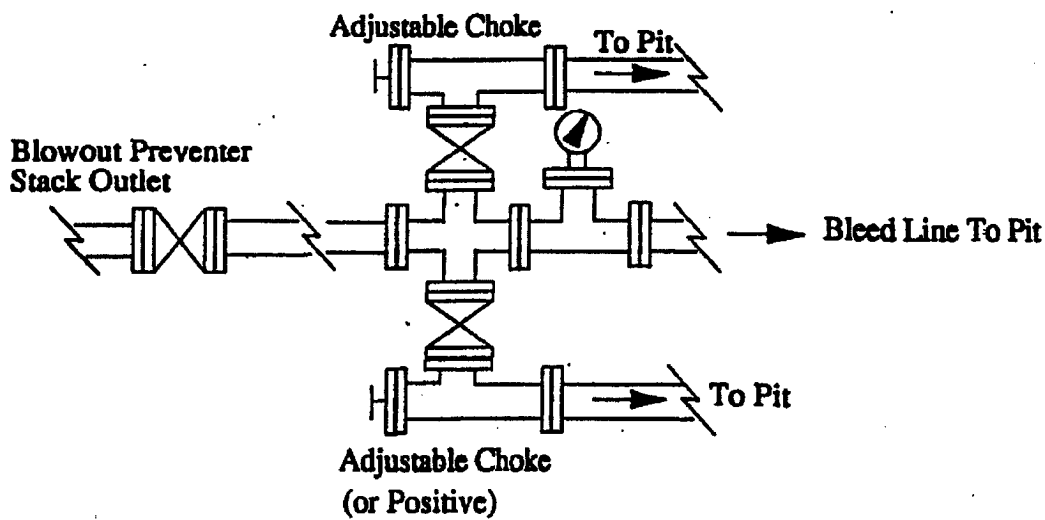 Adjustable Choke
To Pit
Blowout Preventer
Stack Outlet
Bleed Line To Pit
To Pit
Adjustable Choke
(or Positive)